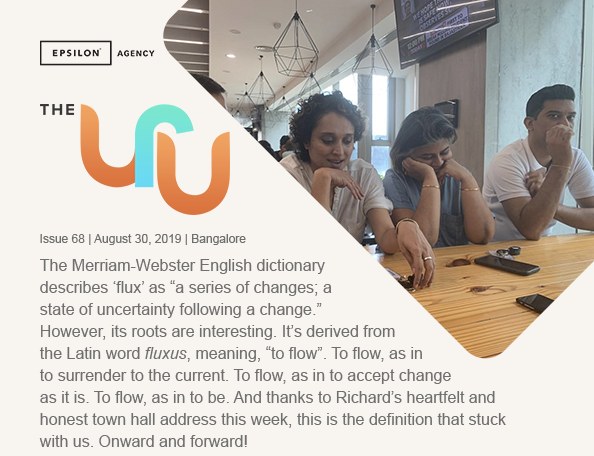 EPSILON AGENCY
THE
uru
Issue 68 | August 30, 2019 | Bangalore
The Merriam-Webster English dictionary
describes ‘flux’ as “a series of changes; a
state of uncertainty following a change.”
However, its roots are interesting. It’s derived from
the Latin word fluxus, meaning, “to flow”. To flow, as in
to surrender to the current. To flow, as in to accept change
as it is. To flow, as in to be. And thanks to Richard’s heartfelt and
honest town hall address this week, this is the definition that stuck
with us. Onward and forward!